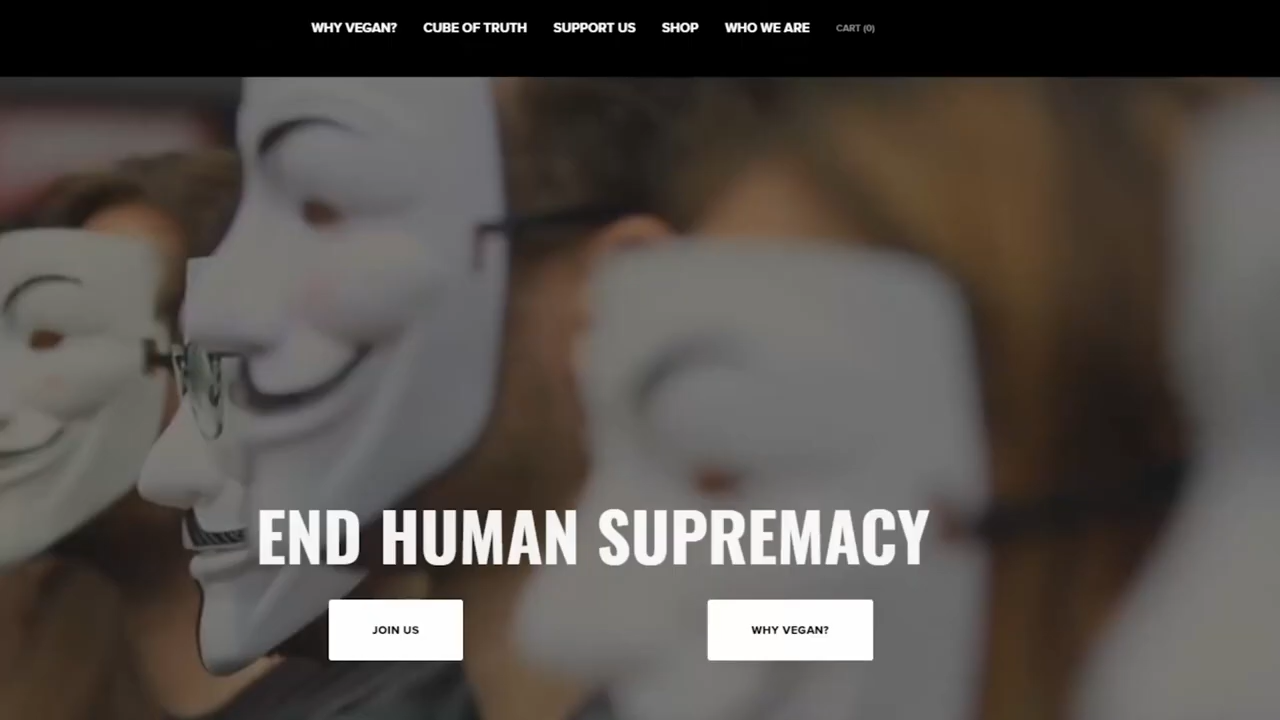 WHY VEGAN? CUBE OF TRUTH SUPPORT US SHOP WHO WE ARE CART (0)
END HUMAN SUPREMACY
JOIN US WHY VEGAN?